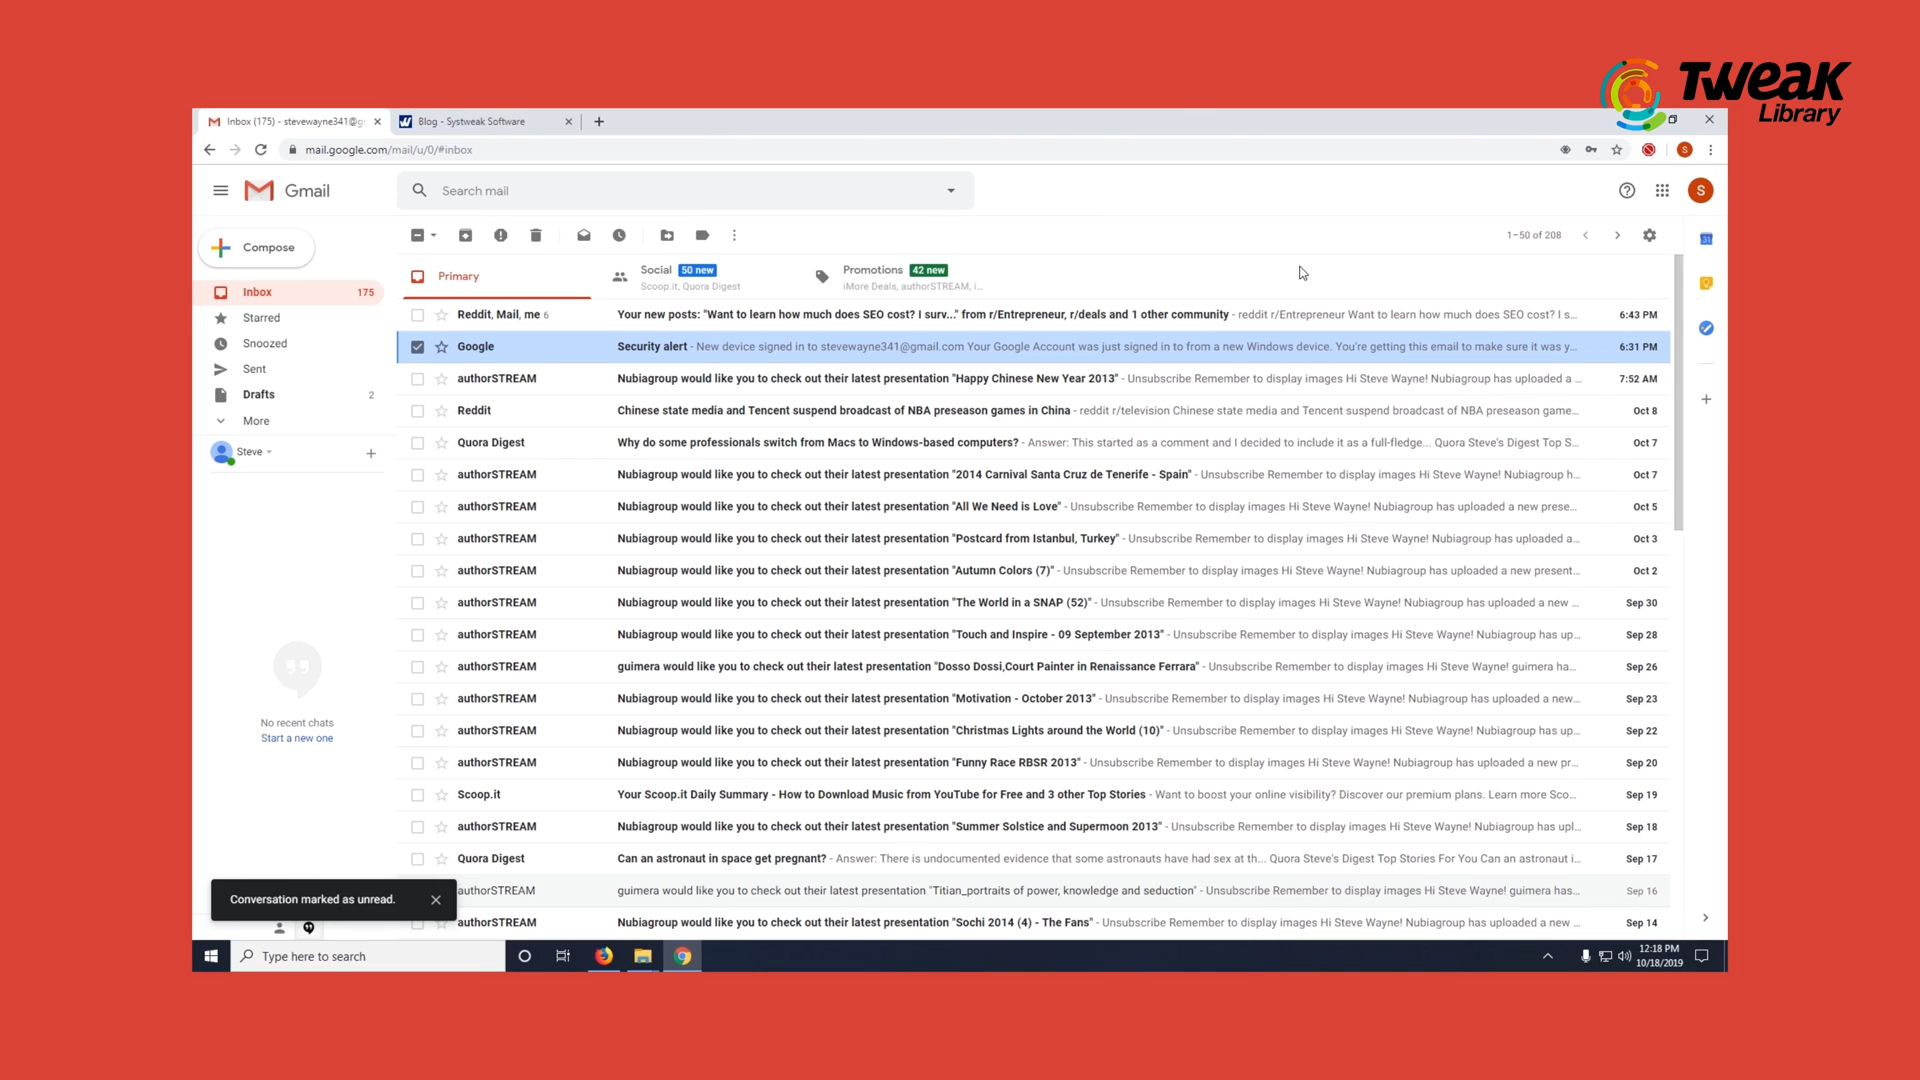 Tweak
Library
Inbox (175) - stevewayne341@g
Blog - Systweak Software
mail.google.com/mail/u/0/#inbox
S
Gmail
Search mail
S
Compose
1–50 of 208
31
Primary
Social 50 new
Scoop.it, Quora Digest
Promotions 42 new
iMore Deals, authorSTREAM, i...
Inbox 175
Starred
Snoozed
Sent
Drafts 2
More
Steve
Reddit, Mail, me 6 Your new posts: "Want to learn how much does SEO cost? I surv..." from r/Entrepreneur, r/deals and 1 other community - reddit r/Entrepreneur Want to learn how much does SEO cost? I s... 6:43 PM
Google Security alert - New device signed in to stevewayne341@gmail.com Your Google Account was just signed in to from a new Windows device. You're getting this email to make sure it was y... 6:31 PM
authorSTREAM Nubiagroup would like you to check out their latest presentation "Happy Chinese New Year 2013" - Unsubscribe Remember to display images Hi Steve Wayne! Nubiagroup has uploaded a ... 7:52 AM
Reddit Chinese state media and Tencent suspend broadcast of NBA preseason games in China - reddit r/television Chinese state media and Tencent suspend broadcast of NBA preseason game... Oct 8
Quora Digest Why do some professionals switch from Macs to Windows-based computers? - Answer: This started as a comment and I decided to include it as a full-fledge... Quora Steve's Digest Top S... Oct 7
authorSTREAM Nubiagroup would like you to check out their latest presentation "2014 Carnival Santa Cruz de Tenerife - Spain" - Unsubscribe Remember to display images Hi Steve Wayne! Nubiagroup h... Oct 7
authorSTREAM Nubiagroup would like you to check out their latest presentation "All We Need is Love" - Unsubscribe Remember to display images Hi Steve Wayne! Nubiagroup has uploaded a new prese... Oct 5
authorSTREAM Nubiagroup would like you to check out their latest presentation "Postcard from Istanbul, Turkey" - Unsubscribe Remember to display images Hi Steve Wayne! Nubiagroup has uploaded a... Oct 3
authorSTREAM Nubiagroup would like you to check out their latest presentation "Autumn Colors (7)" - Unsubscribe Remember to display images Hi Steve Wayne! Nubiagroup has uploaded a new present... Oct 2
authorSTREAM Nubiagroup would like you to check out their latest presentation "The World in a SNAP (52)" - Unsubscribe Remember to display images Hi Steve Wayne! Nubiagroup has uploaded a new ... Sep 30
authorSTREAM Nubiagroup would like you to check out their latest presentation "Touch and Inspire - 09 September 2013" - Unsubscribe Remember to display images Hi Steve Wayne! Nubiagroup has up... Sep 28
authorSTREAM guimera would like you to check out their latest presentation "Dosso Dossi,Court Painter in Renaissance Ferrara" - Unsubscribe Remember to display images Hi Steve Wayne! guimera ha... Sep 26
authorSTREAM Nubiagroup would like you to check out their latest presentation "Motivation - October 2013" - Unsubscribe Remember to display images Hi Steve Wayne! Nubiagroup has uploaded a new... Sep 23
authorSTREAM Nubiagroup would like you to check out their latest presentation "Christmas Lights around the World (10)" - Unsubscribe Remember to display images Hi Steve Wayne! Nubiagroup has up... Sep 22
authorSTREAM Nubiagroup would like you to check out their latest presentation "Funny Race RBSR 2013" - Unsubscribe Remember to display images Hi Steve Wayne! Nubiagroup has uploaded a new pr... Sep 20
Scoop.it Your Scoop.it Daily Summary - How to Download Music from YouTube for Free and 3 other Top Stories - Want to boost your online visibility? Discover our premium plans. Learn more Sco... Sep 19
authorSTREAM Nubiagroup would like you to check out their latest presentation "Summer Solstice and Supermoon 2013" - Unsubscribe Remember to display images Hi Steve Wayne! Nubiagroup has upl... Sep 18
Quora Digest Can an astronaut in space get pregnant? - Answer: There is undocumented evidence that some astronauts have had sex at th... Quora Steve's Digest Top Stories For You Can an astronaut i... Sep 17
authorSTREAM guimera would like you to check out their latest presentation "Titian_portraits of power, knowledge and seduction" - Unsubscribe Remember to display images Hi Steve Wayne! guimera has... Sep 16
authorSTREAM Nubiagroup would like you to check out their latest presentation "Sochi 2014 (4) - The Fans" - Unsubscribe Remember to display images Hi Steve Wayne! Nubiagroup has uploaded a new... Sep 14
No recent chats
Start a new one
Conversation marked as unread.
Type here to search
12:18 PM
10/18/2019